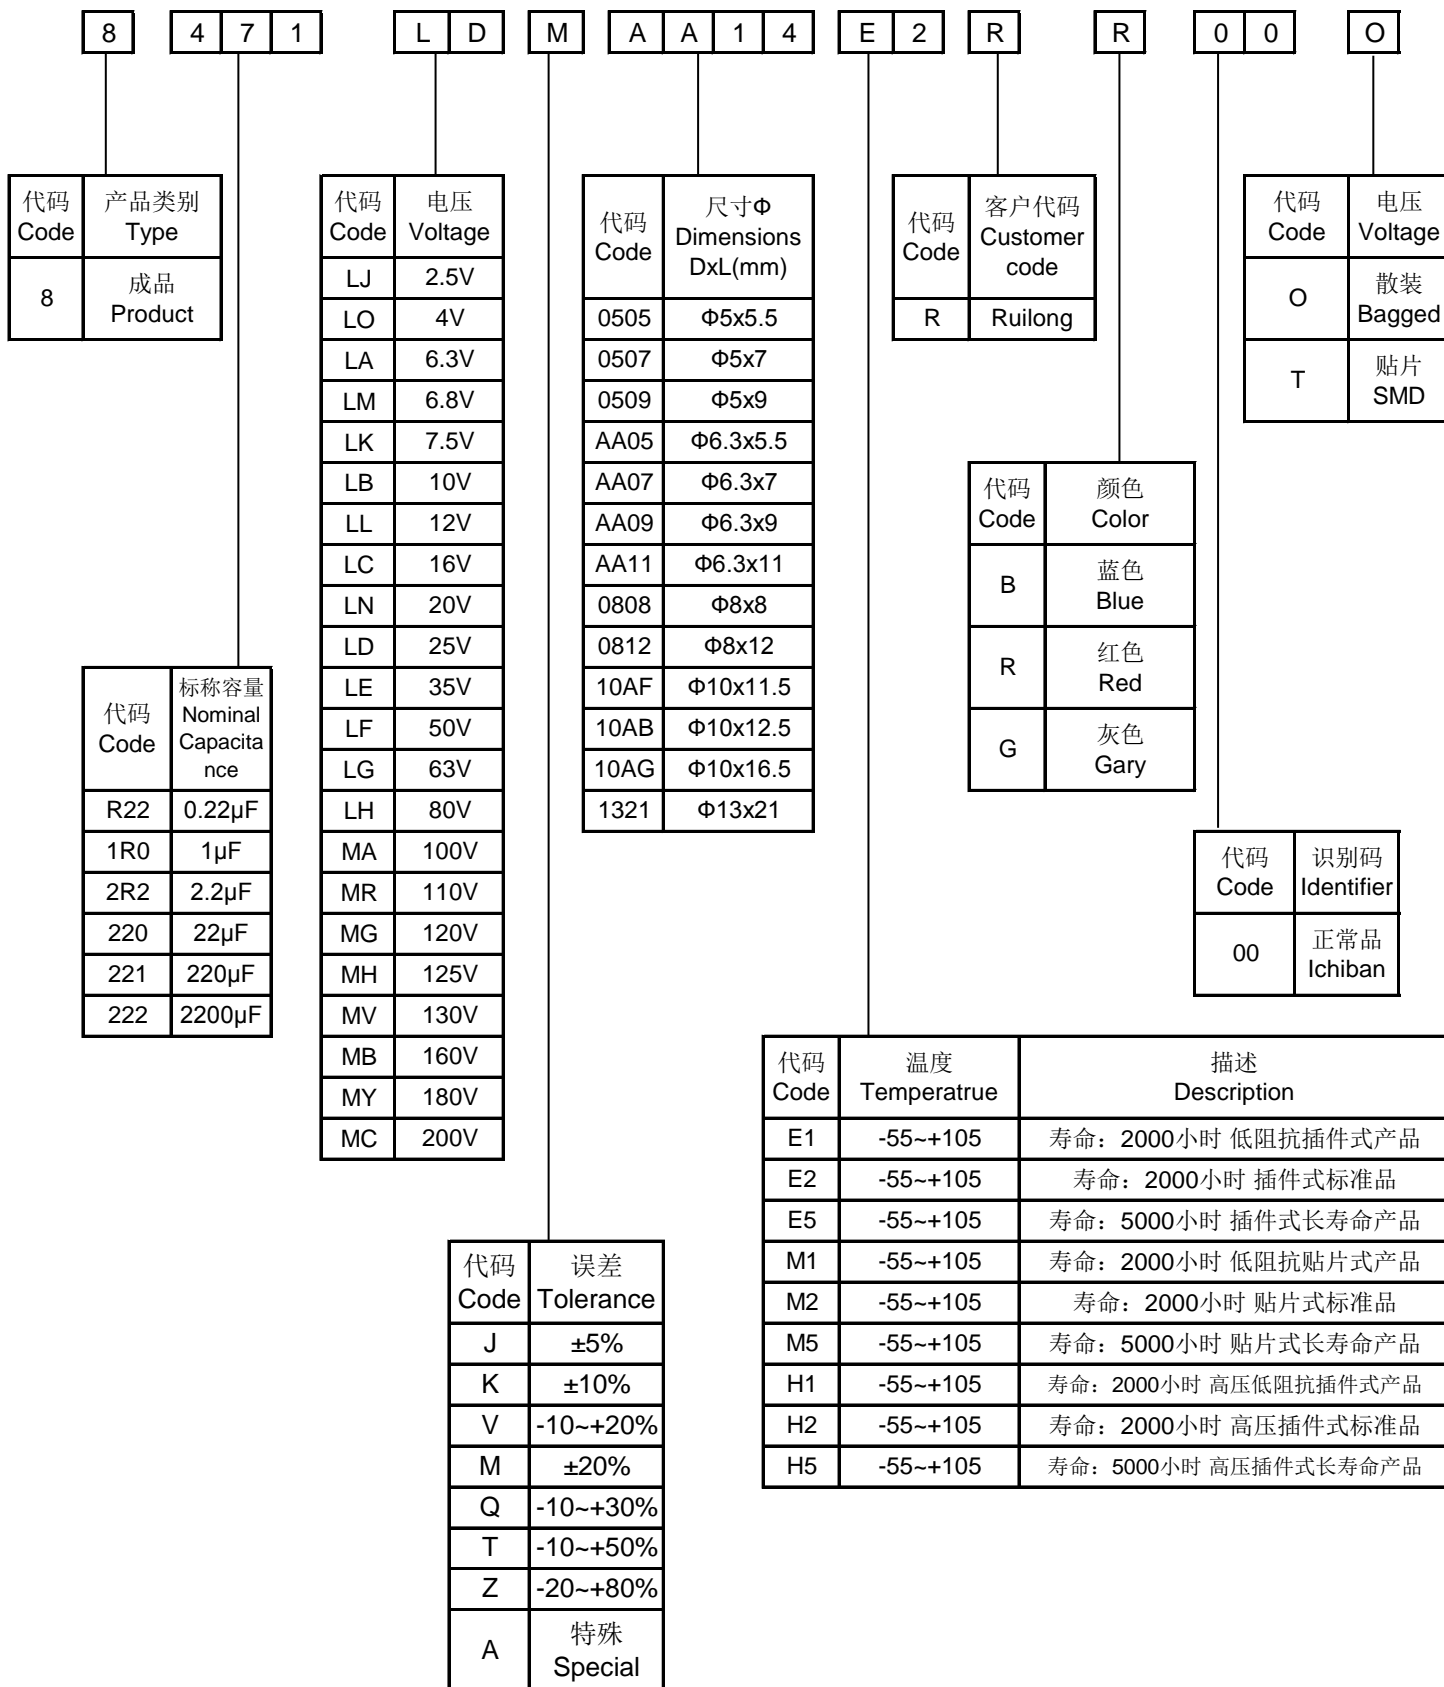 8 4 7 1 L D M A A 1 4 E 2 R R 0 0 O
代码 产品类别
Code Type
8 成品
Product
代码 标称容量
Code Nominal
Capacita
nce
R22 0.22μF
1R0 1μF
2R2 2.2μF
220 22μF
221 220μF
222 2200μF
代码 电压
Code Voltage
LJ 2.5V
LO 4V
LA 6.3V
LM 6.8V
LK 7.5V
LB 10V
LL 12V
LC 16V
LN 20V
LD 25V
LE 35V
LF 50V
LG 63V
LH 80V
MA 100V
MR 110V
MG 120V
MH 125V
MV 130V
MB 160V
MY 180V
MC 200V
代码 误差
Code Tolerance
J ±5%
K ±10%
V -10~+20%
M ±20%
Q -10~+30%
T -10~+50%
Z -20~+80%
A 特殊
Special
代码 尺寸Φ
Code Dimensions
DxL(mm)
0505 Φ5x5.5
0507 Φ5x7
0509 Φ5x9
AA05 Φ6.3x5.5
AA07 Φ6.3x7
AA09 Φ6.3x9
AA11 Φ6.3x11
0808 Φ8x8
0812 Φ8x12
10AF Φ10x11.5
10AB Φ10x12.5
10AG Φ10x16.5
1321 Φ13x21
代码 温度 描述
Code Temperatrue Description
E1 -55~+105 寿命：2000小时 低阻抗插件式产品
E2 -55~+105 寿命：2000小时 插件式标准品
E5 -55~+105 寿命：5000小时 插件式长寿命产品
M1 -55~+105 寿命：2000小时 低阻抗贴片式产品
M2 -55~+105 寿命：2000小时 贴片式标准品
M5 -55~+105 寿命：5000小时 贴片式长寿命产品
H1 -55~+105 寿命：2000小时 高压低阻抗插件式产品
H2 -55~+105 寿命：2000小时 高压插件式标准品
H5 -55~+105 寿命：5000小时 高压插件式长寿命产品
代码 客户代码
Code Customer
code
R Ruilong
代码 颜色
Code Color
B 蓝色
Blue
R 红色
Red
G 灰色
Gary
代码 识别码
Code Identifier
00 正常品
Ichiban
代码 电压
Code Voltage
O 散装
Bagged
T 贴片
SMD